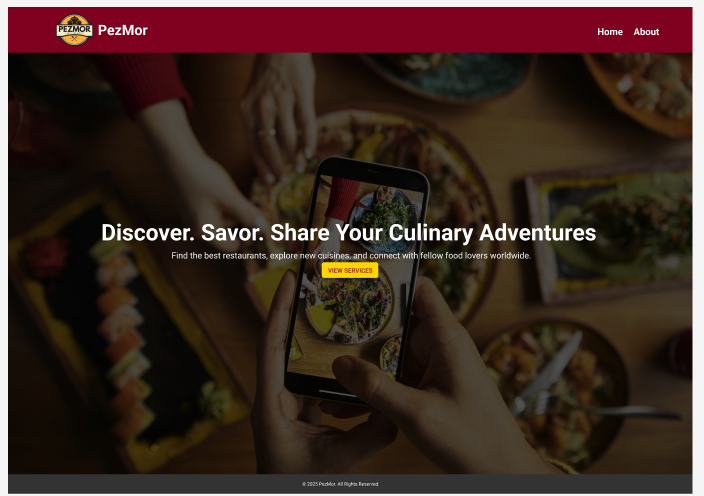 PEZMOR
PezMor
Home
About
Discover. Savor. Share Your Culinary Adventures
Find the best restaurants, explore new cuisines, and connect with fellow food lovers worldwide.
VIEW SERVICES
© 2025 PezMor. All Rights Reserved.